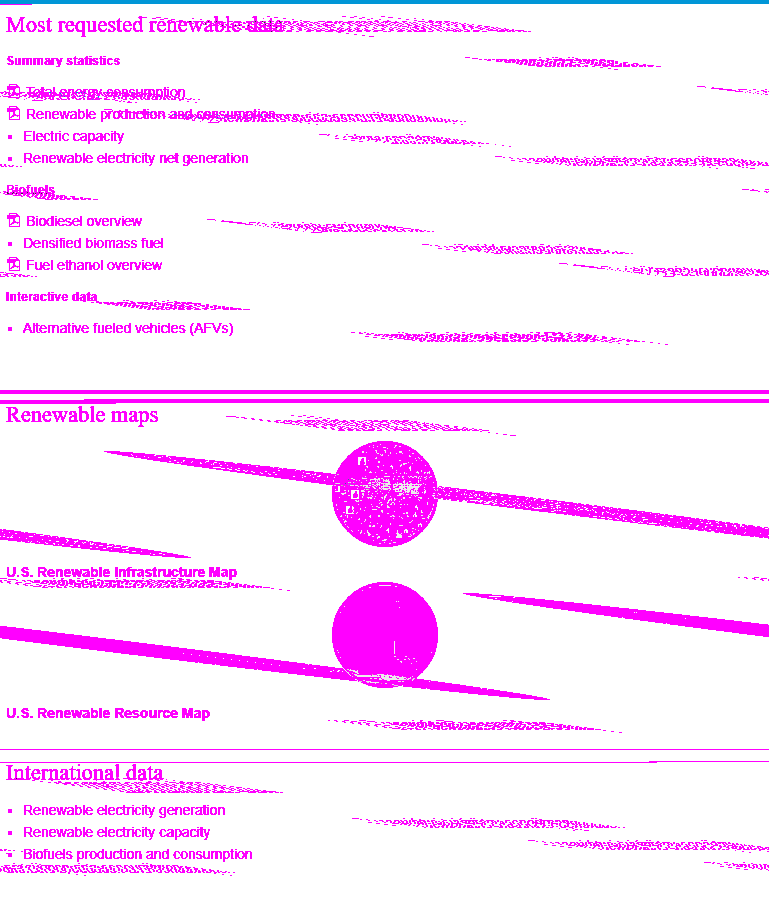 Most requested renewable data
Summary statistics
Total energy consumption
Renewable production and consumption
Electric capacity
Renewable electricity net generation
Biofuels
Biodiesel overview
Densified biomass fuel
Fuel ethanol overview
Interactive data
Alternative fueled vehicles (AFVs)
Renewable maps
U.S. Renewable Infrastructure Map
U.S. Renewable Resource Map
International data
Renewable electricity generation
Renewable electricity capacity
Biofuels production and consumption